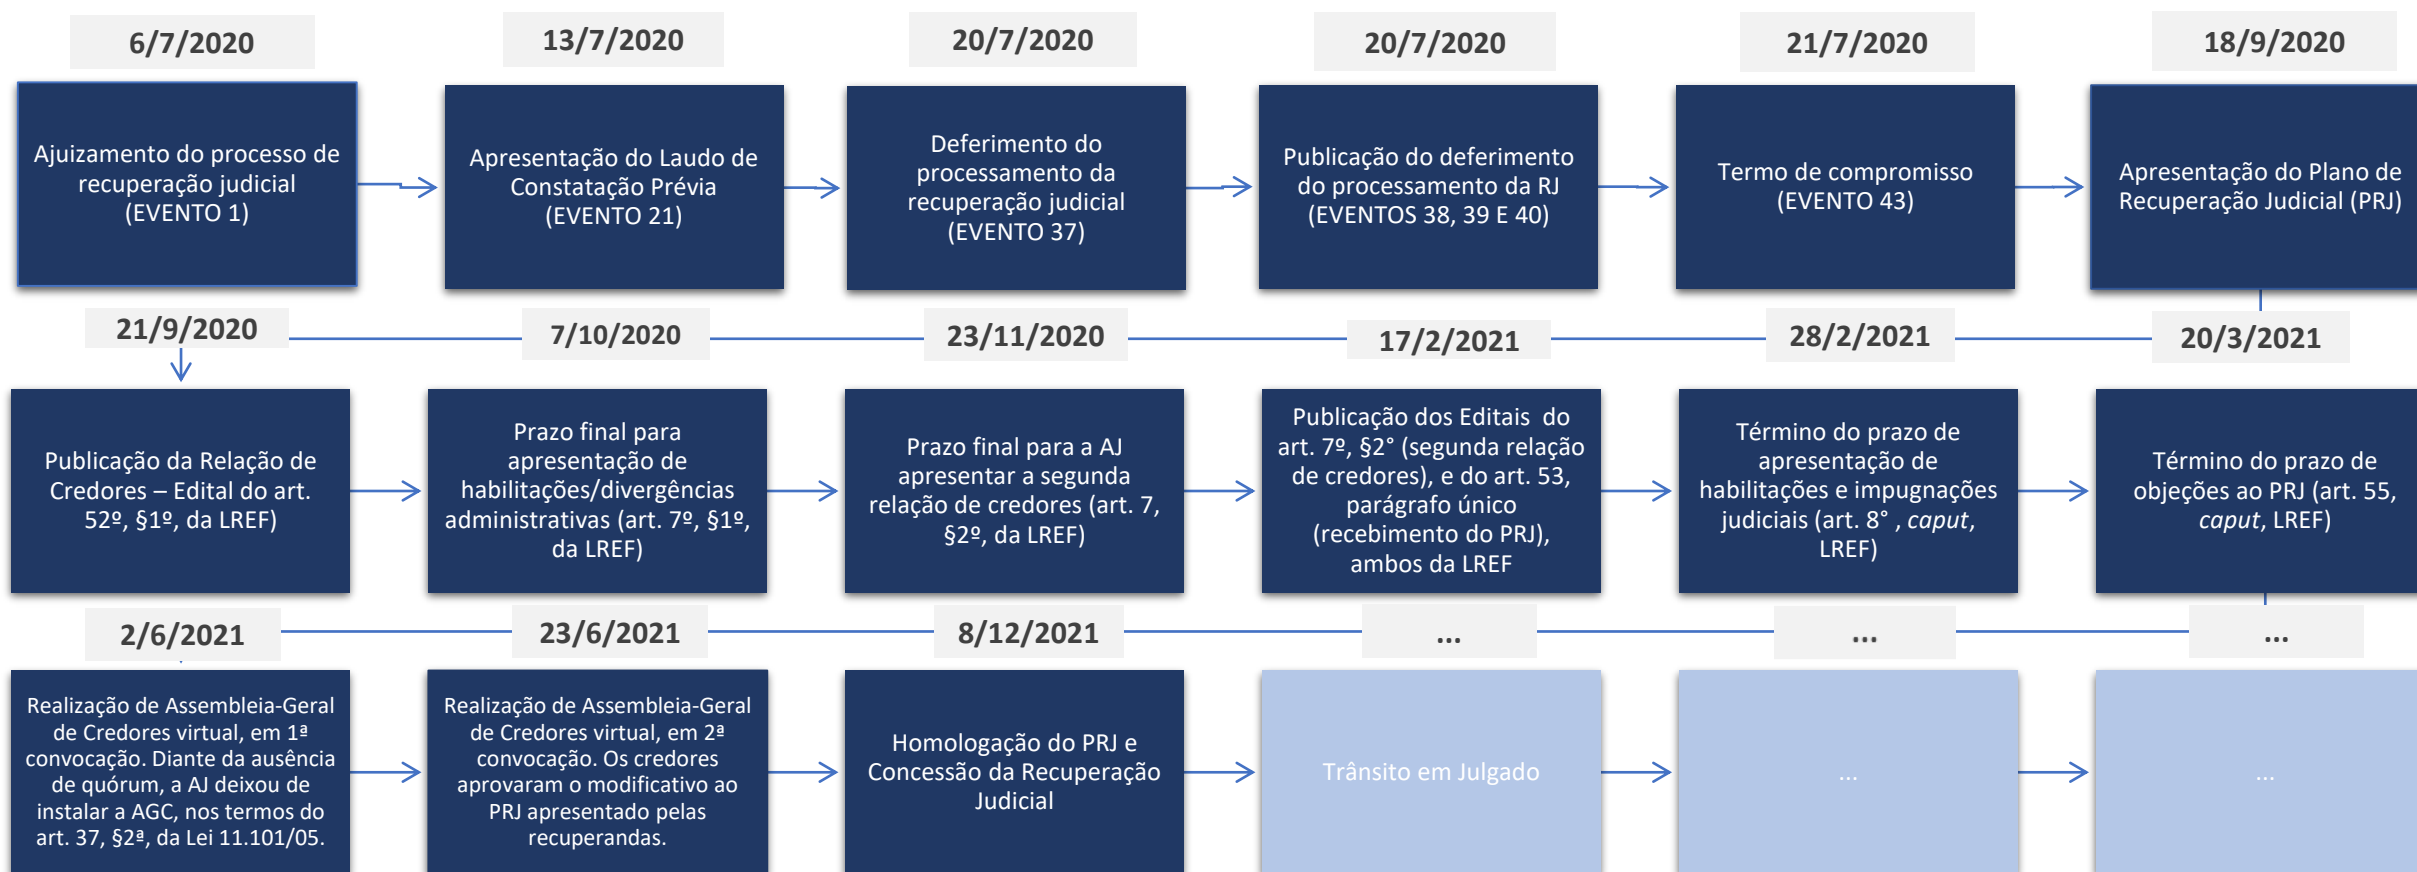 6/7/2020
Ajuizamento do processo de
recuperação judicial
(EVENTO 1)
13/7/2020
Apresentação do Laudo de
Constatação Prévia
(EVENTO 21)
20/7/2020
Deferimento do
processamento da
recuperação judicial
(EVENTO 37)
20/7/2020
Publicação do deferimento
do processamento da RJ
(EVENTOS 38, 39 E 40)
21/7/2020
Termo de compromisso
(EVENTO 43)
18/9/2020
Apresentação do Plano de
Recuperação Judicial (PRJ)
21/9/2020
Publicação da Relação de
Credores – Edital do art.
52º, §1º, da LREF)
7/10/2020
Prazo final para
apresentação de
habilitações/divergências
administrativas (art. 7º, §1º,
da LREF)
23/11/2020
Prazo final para a AJ
apresentar a segunda
relação de credores (art. 7,
§2º, da LREF)
17/2/2021
Publicação dos Editais do
art. 7º, §2° (segunda relação
de credores), e do art. 53,
parágrafo único
(recebimento do PRJ),
ambos da LREF
28/2/2021
Término do prazo de
apresentação de
habilitações e impugnações
judiciais (art. 8° , caput,
LREF)
20/3/2021
Término do prazo de
objeções ao PRJ (art. 55,
caput, LREF)
2/6/2021
Realização de Assembleia-Geral
de Credores virtual, em 1ª
convocação. Diante da ausência
de quórum, a AJ deixou de
instalar a AGC, nos termos do
art. 37, §2ª, da Lei 11.101/05.
23/6/2021
Realização de Assembleia-Geral
de Credores virtual, em 2ª
convocação. Os credores
aprovaram o modificativo ao
PRJ apresentado pelas
recuperandas.
8/12/2021
Homologação do PRJ e
Concessão da Recuperação
Judicial
...
Trânsito em Julgado
...
...
...
...